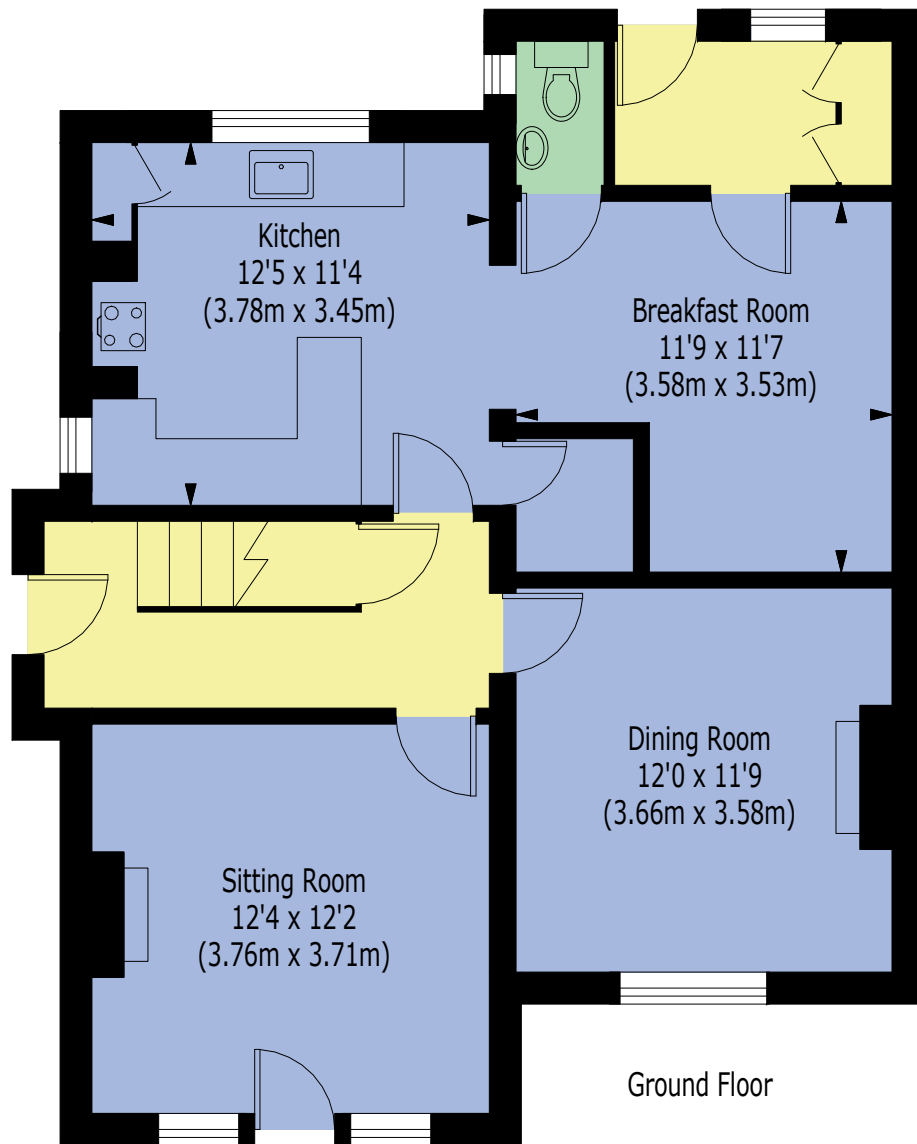 Kitchen
12'5 x 11'4
(3.78m x 3.45m)
Breakfast Room
11'9 x 11'7
(3.58m x 3.53m)
Dining Room
12'0 x 11'9
(3.66m x 3.58m)
Sitting Room
12'4 x 12'2
(3.76m x 3.71m)
Ground Floor